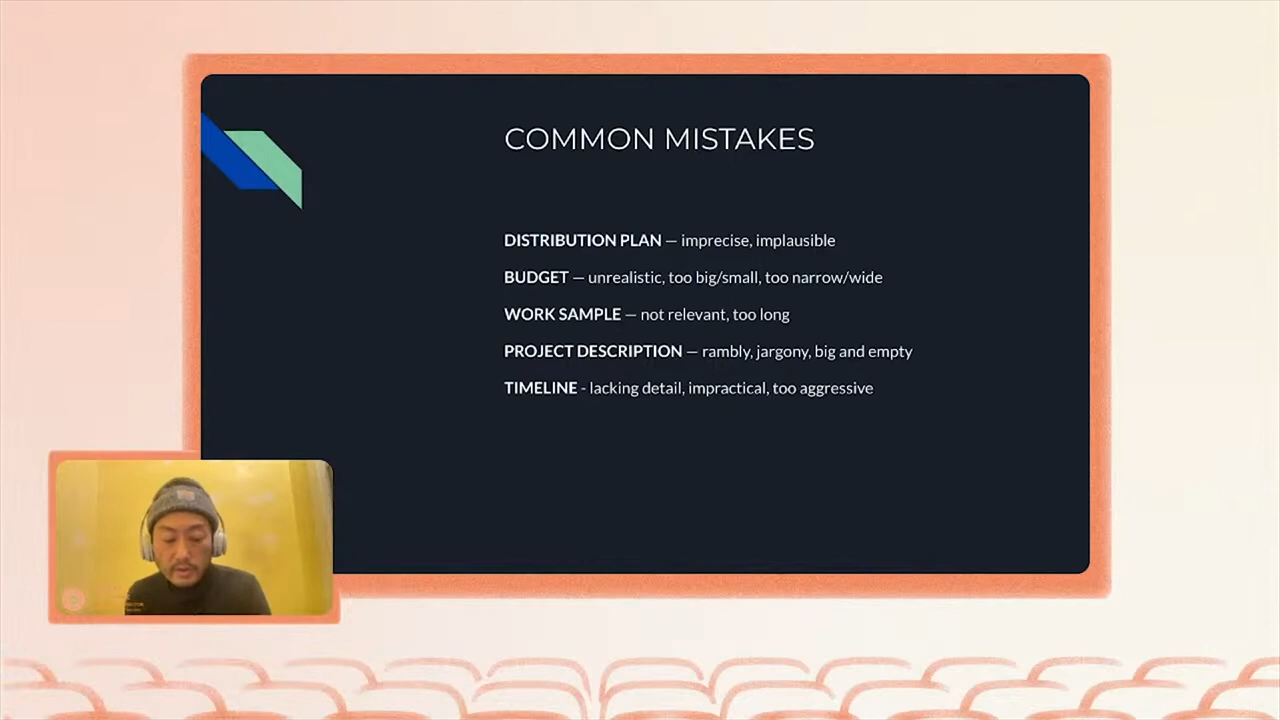 COMMON MISTAKES
DISTRIBUTION PLAN — imprecise, implausible
BUDGET — unrealistic, too big/small, too narrow/wide
WORK SAMPLE — not relevant, too long
PROJECT DESCRIPTION — rambly, jargony, big and empty
TIMELINE - lacking detail, impractical, too aggressive